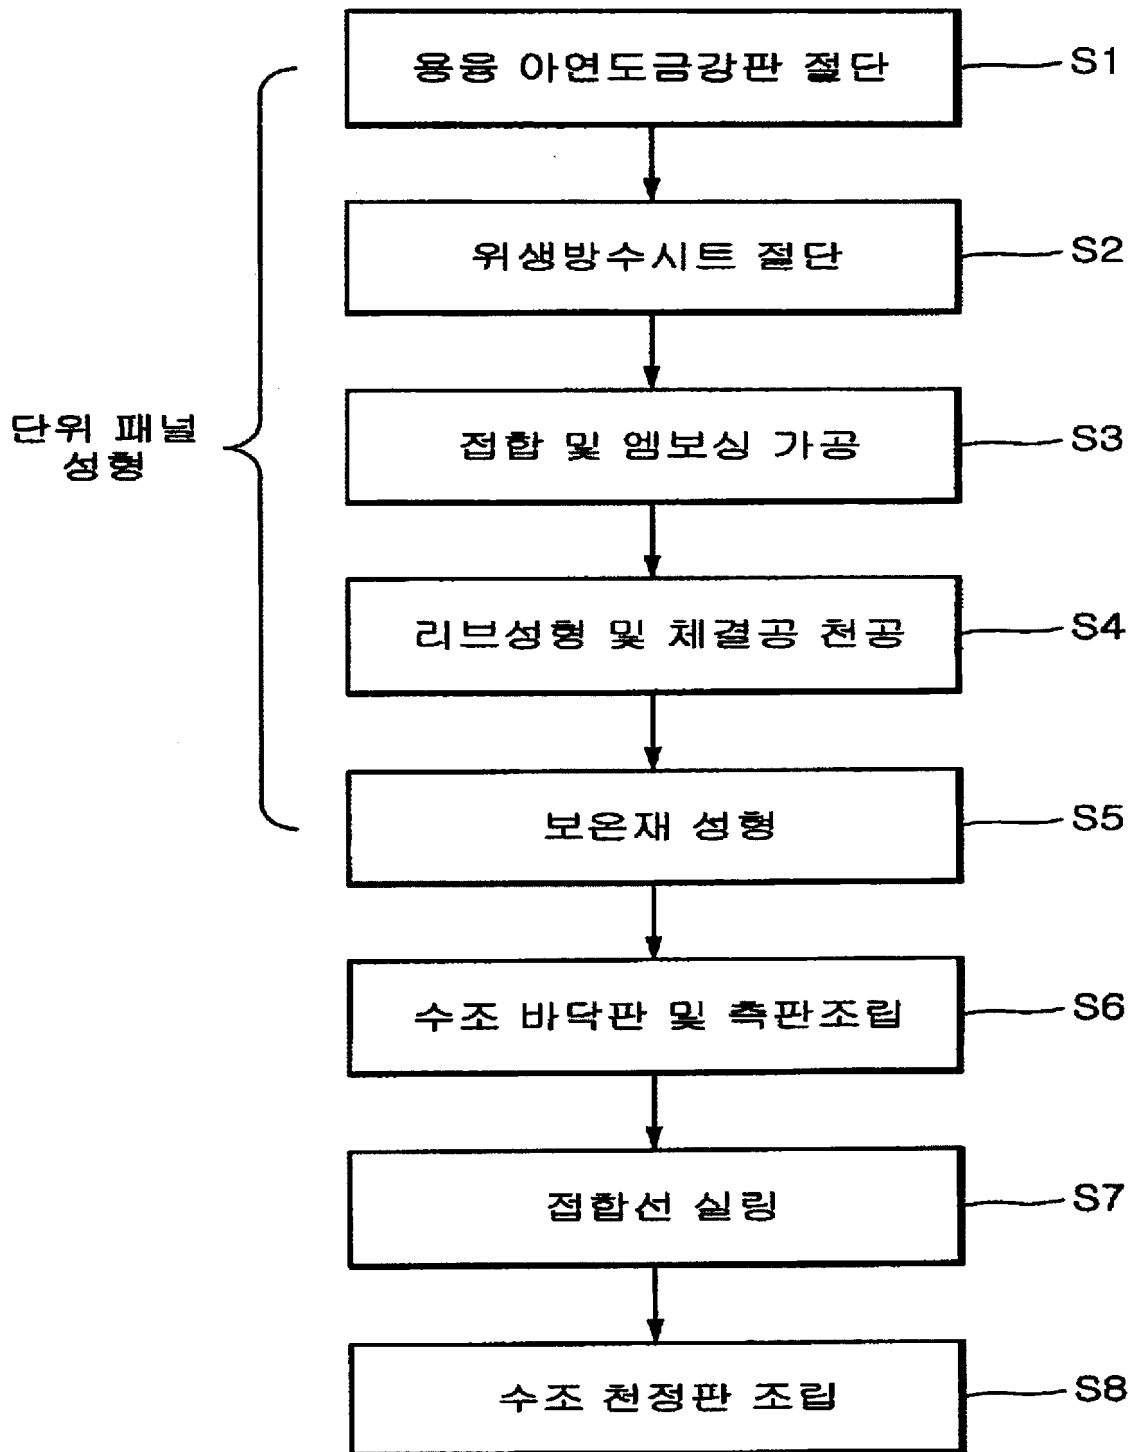 용융 아연도금강판 절단
S1
위생방수시트 절단
S2
접합 및 엠보싱 가공
S3
단위 패널
성형
리브성형 및 체결공 천공
S4
보온재 성형
S5
수조 바닥판 및 측판조립
S6
접합선 실링
S7
수조 천정판 조립
S8